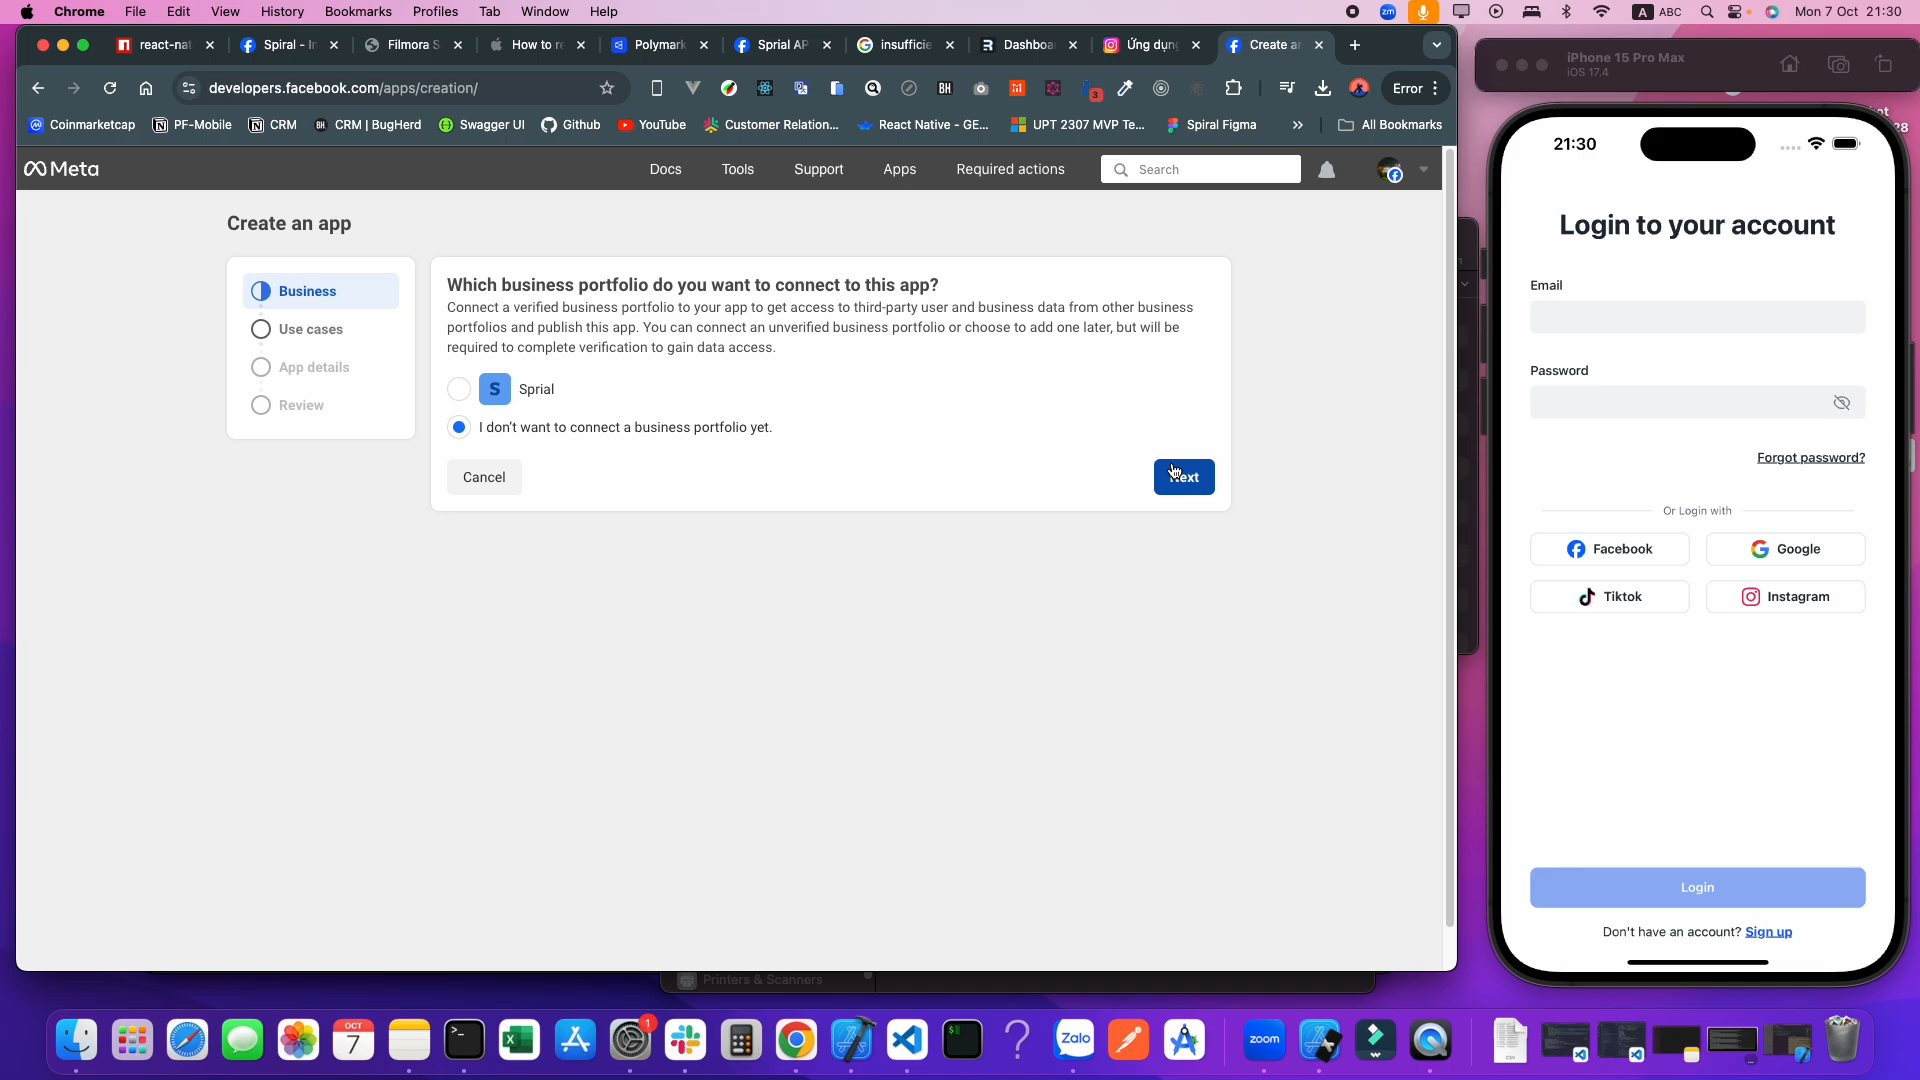 Chrome File Edit View History Bookmarks Profiles Tab Window Help
zm
A ABC
Mon 7 Oct 21:30
react-nat
Spiral - In
Filmora S
How to re
Polymark
Sprial AP
insufficie
Dashboa
Ứng dụng
Create an
developers.facebook.com/apps/creation/
BH
3
Error
Coinmarketcap
PF-Mobile
CRM
BH CRM | BugHerd
Swagger UI
Github
YouTube
Customer Relation...
React Native - GE...
UPT 2307 MVP Te...
Spiral Figma
»
All Bookmarks
Meta
Docs
Tools
Support
Apps
Required actions
Search
Create an app
Business
Use cases
App details
Review
Which business portfolio do you want to connect to this app?
Connect a verified business portfolio to your app to get access to third-party user and business data from other business
portfolios and publish this app. You can connect an unverified business portfolio or choose to add one later, but will be
required to complete verification to gain data access.
S Sprial
I don't want to connect a business portfolio yet.
Cancel
Next
iPhone 15 Pro Max
iOS 17.4
21:30
Login to your account
Email
Password
Forgot password?
Or Login with
Facebook
Google
Tiktok
Instagram
Login
Don't have an account? Sign up
Printers & Scanners
OCT
7
1
Zalo
zoom
CSV